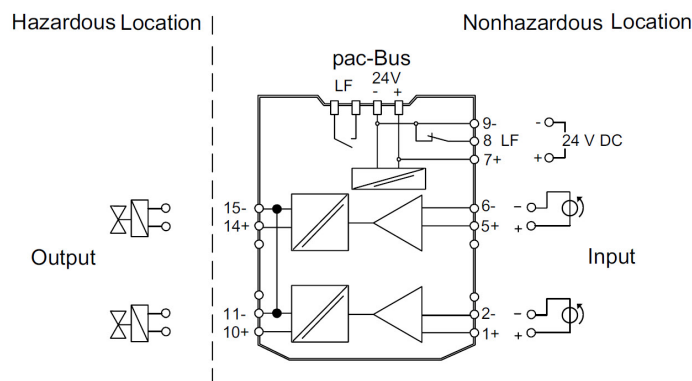 Hazardous Location
Nonhazardous Location
pac-Bus
LF
24V
- +
9-
8 LF
7+
-
24 V DC
+
15-
14+
6-
5+
-
+
Output
Input
11-
10+
2-
1+
-
+